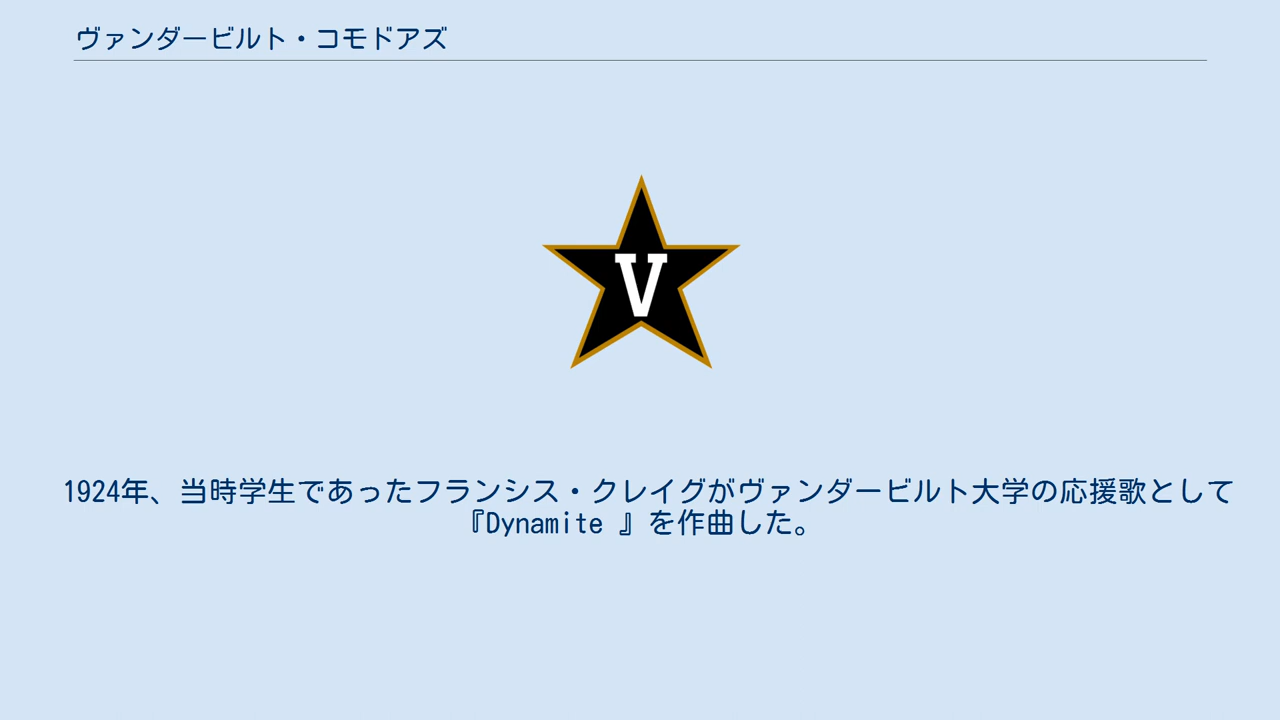 ヴァンダービルト・コモドアズ
V
1924年、当時学生であったフランシス・クレイグがヴァンダービルト大学の応援歌として
『Dynamite 』を作曲した。